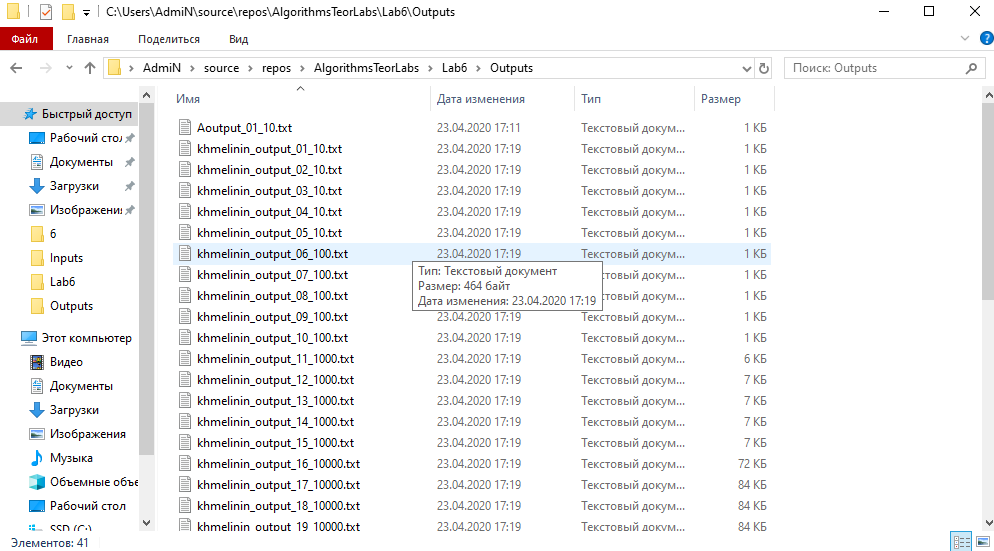 C:\Users\AdmiN\source\repos\AlgorithmsTeorLabs\Lab6\Outputs
Файл Главная Поделиться Вид
AdmiN source repos AlgorithmsTeorLabs Lab6 Outputs
Поиск: Outputs
Быстрый доступ
Рабочий стол
Документы
Загрузки
Изображения
6
Inputs
Lab6
Outputs
Этот компьютер
Видео
Документы
Загрузки
Изображения
Музыка
Объемные объе
Рабочий стол
SSD (C:)
Имя Дата изменения Тип Размер
Aoutput_01_10.txt 23.04.2020 17:11 Текстовый докум... 1 КБ
khmelinin_output_01_10.txt 23.04.2020 17:19 Текстовый докум... 1 КБ
khmelinin_output_02_10.txt 23.04.2020 17:19 Текстовый докум... 1 КБ
khmelinin_output_03_10.txt 23.04.2020 17:19 Текстовый докум... 1 КБ
khmelinin_output_04_10.txt 23.04.2020 17:19 Текстовый докум... 1 КБ
khmelinin_output_05_10.txt 23.04.2020 17:19 Текстовый докум... 1 КБ
khmelinin_output_06_100.txt 23.04.2020 17:19 Текстовый докум... 1 КБ
khmelinin_output_07_100.txt 1 КБ
khmelinin_output_08_100.txt 1 КБ
khmelinin_output_09_100.txt 23.04.2020 17:19 Текстовый докум... 1 КБ
khmelinin_output_10_100.txt 23.04.2020 17:19 Текстовый докум... 1 КБ
khmelinin_output_11_1000.txt 23.04.2020 17:19 Текстовый докум... 6 КБ
khmelinin_output_12_1000.txt 23.04.2020 17:19 Текстовый докум... 7 КБ
khmelinin_output_13_1000.txt 23.04.2020 17:19 Текстовый докум... 7 КБ
khmelinin_output_14_1000.txt 23.04.2020 17:19 Текстовый докум... 7 КБ
khmelinin_output_15_1000.txt 23.04.2020 17:19 Текстовый докум... 7 КБ
khmelinin_output_16_10000.txt 23.04.2020 17:19 Текстовый докум... 72 КБ
khmelinin_output_17_10000.txt 23.04.2020 17:19 Текстовый докум... 84 КБ
khmelinin_output_18_10000.txt 23.04.2020 17:19 Текстовый докум... 84 КБ
khmelinin_output_19_10000.txt 23.04.2020 17:19 Текстовый докум... 84 КБ
Тип: Текстовый документ
Размер: 464 байт
Дата изменения: 23.04.2020 17:19
Элементов: 41